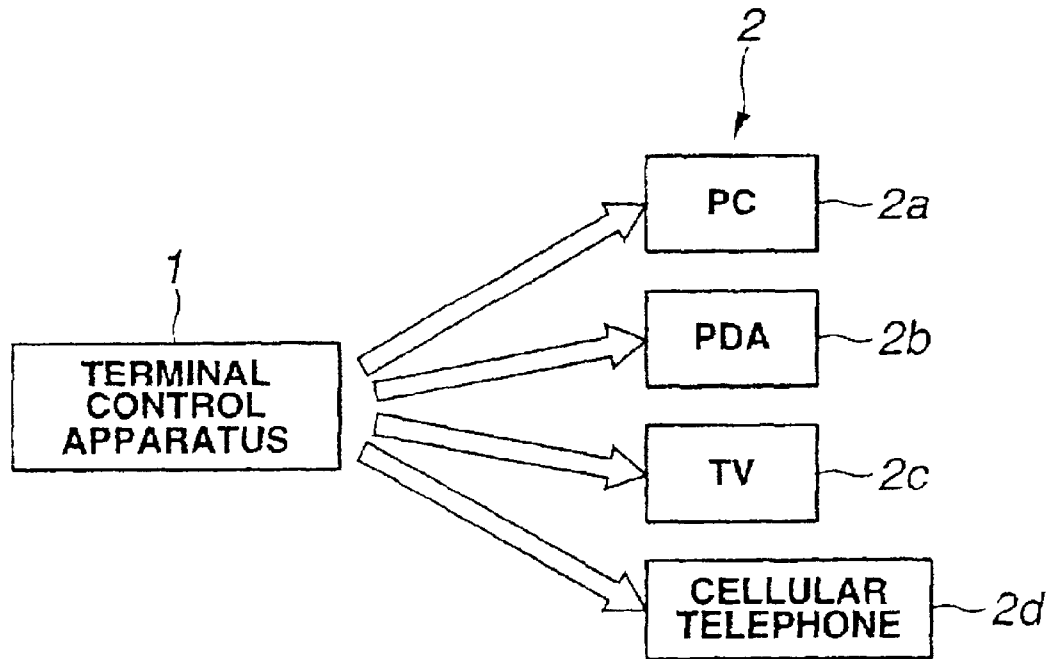 2
PC
2a
1
TERMINAL
CONTROL
APPARATUS
PDA
2b
TV
2c
CELLULAR
TELEPHONE
2d